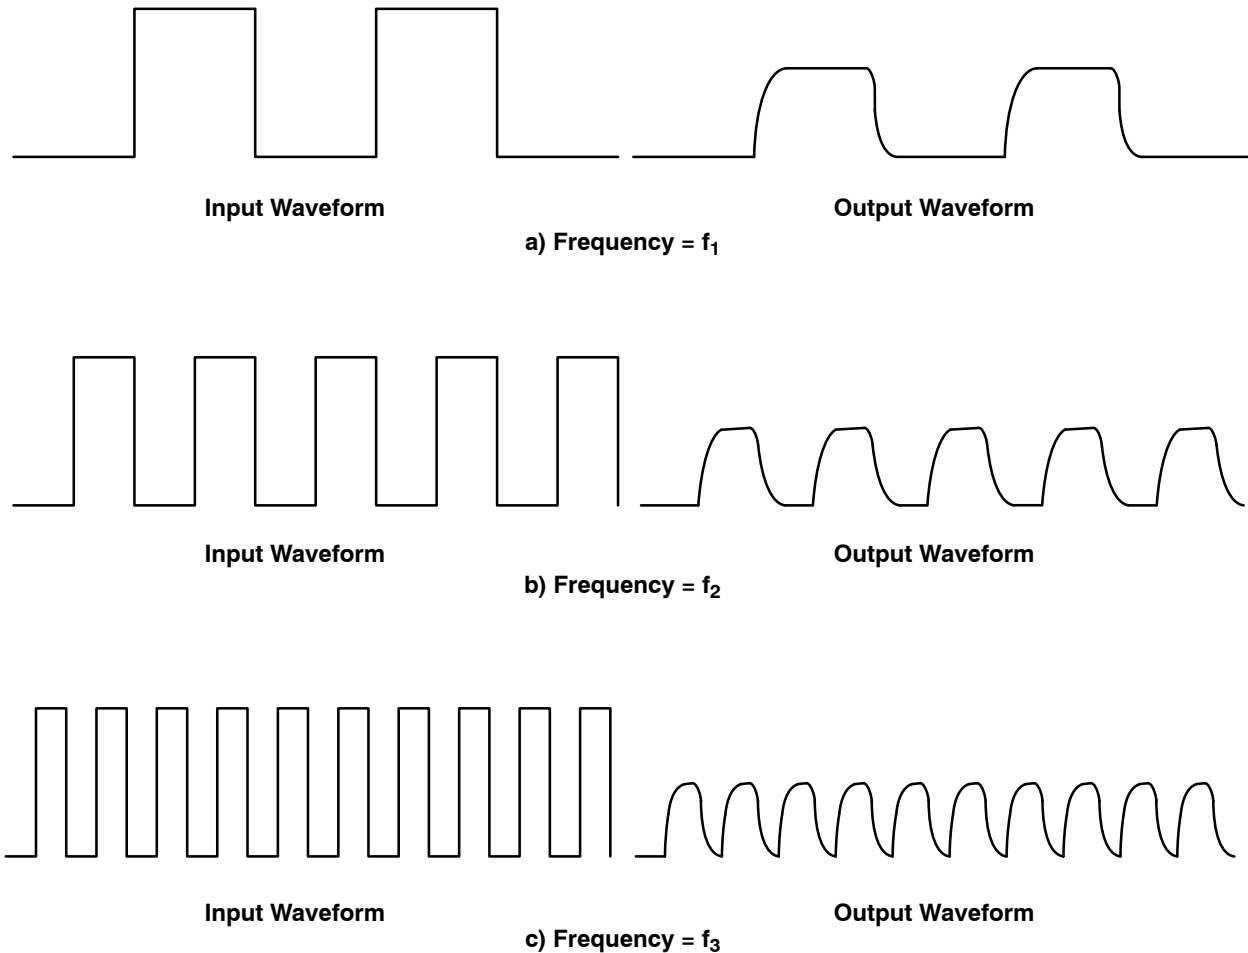 Input Waveform Output Waveform
a) Frequency = f₁
Input Waveform Output Waveform
b) Frequency = f₂
Input Waveform Output Waveform
c) Frequency = f₃